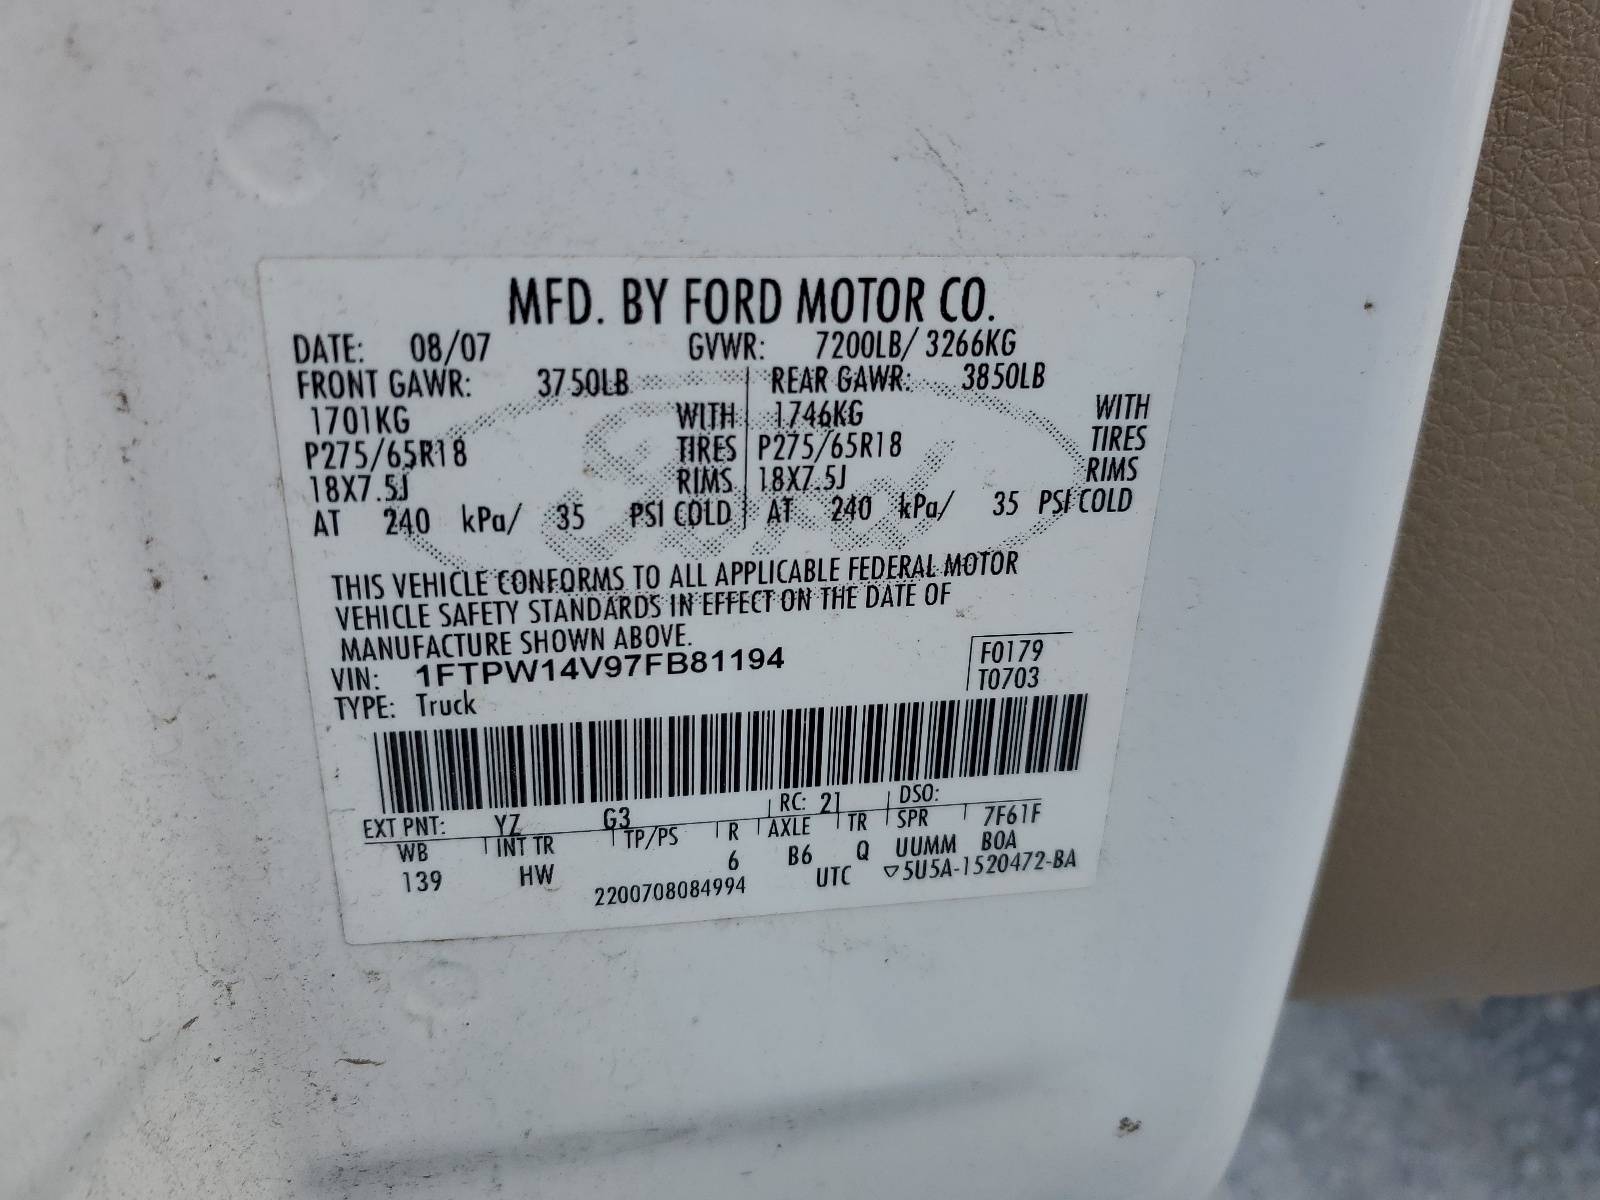 MFD. BY FORD MOTOR CO.
DATE: 08/07 GVWR: 7200LB/ 3266KG
FRONT GAWR: 3750LB REAR GAWR: 3850LB
1701KG WITH 1746KG WITH
P275/65R18 TIRES P275/65R18 TIRES
18X7.5J RIMS 18X7.5J RIMS
AT 240 kPa/ 35 PSI COLD AT 240 kPa/ 35 PSI COLD
Ford
THIS VEHICLE CONFORMS TO ALL APPLICABLE FEDERAL MOTOR
VEHICLE SAFETY STANDARDS IN EFFECT ON THE DATE OF
MANUFACTURE SHOWN ABOVE.
VIN: 1FTPW14V97FB81194 F0179
TYPE: Truck T0703
EXT PNT: YZ G3 RC: 21 DSO:
WB INT TR TP/PS R AXLE TR SPR 7F61F
139 HW 6 B6 Q UUMM B0A
2200708084994 UTC ▽5U5A-1520472-BA